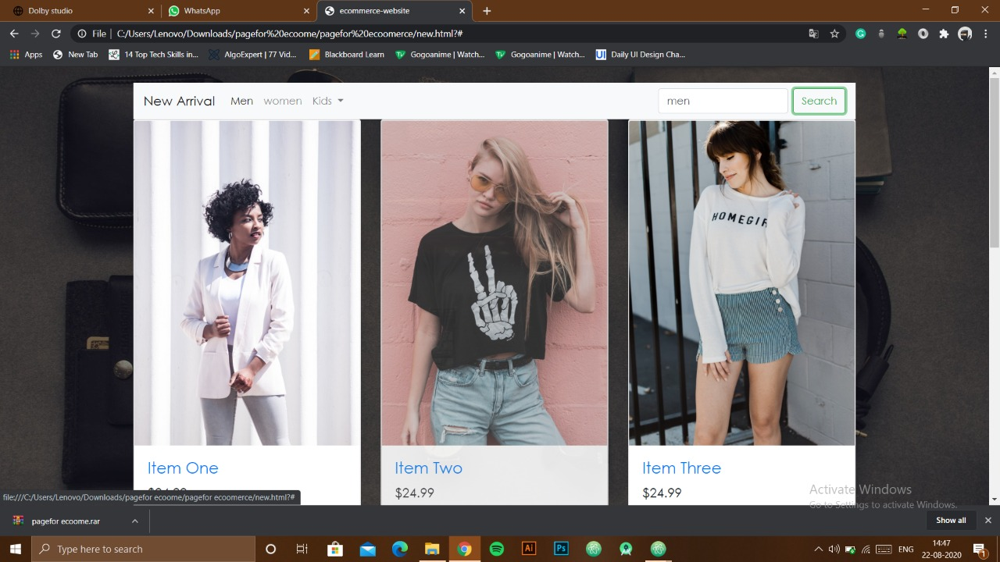 Dolby studio
WhatsApp
ecommerce-website
File | C:/Users/Lenovo/Downloads/pagefor%20ecoome/pagefor%20ecoomerce/new.html?#
Apps
New Tab
14 Top Tech Skills in...
AlgoExpert | 77 Vid...
Blackboard Learn
Gogoanime | Watch...
Gogoanime | Watch...
UI Daily UI Design Cha...
New Arrival Men women Kids
men
Search
HOMEGIR
Item One
Item Two
Item Three
$24.99
$24.99
file:///C:/Users/Lenovo/Downloads/pagefor ecoome/pagefor ecoomerce/new.html?#
Activate Windows
Go to Settings to activate Windows.
pagefor ecoome.rar
Show all
Type here to search
Ai
Ps
ENG
14:47
22-08-2020
1